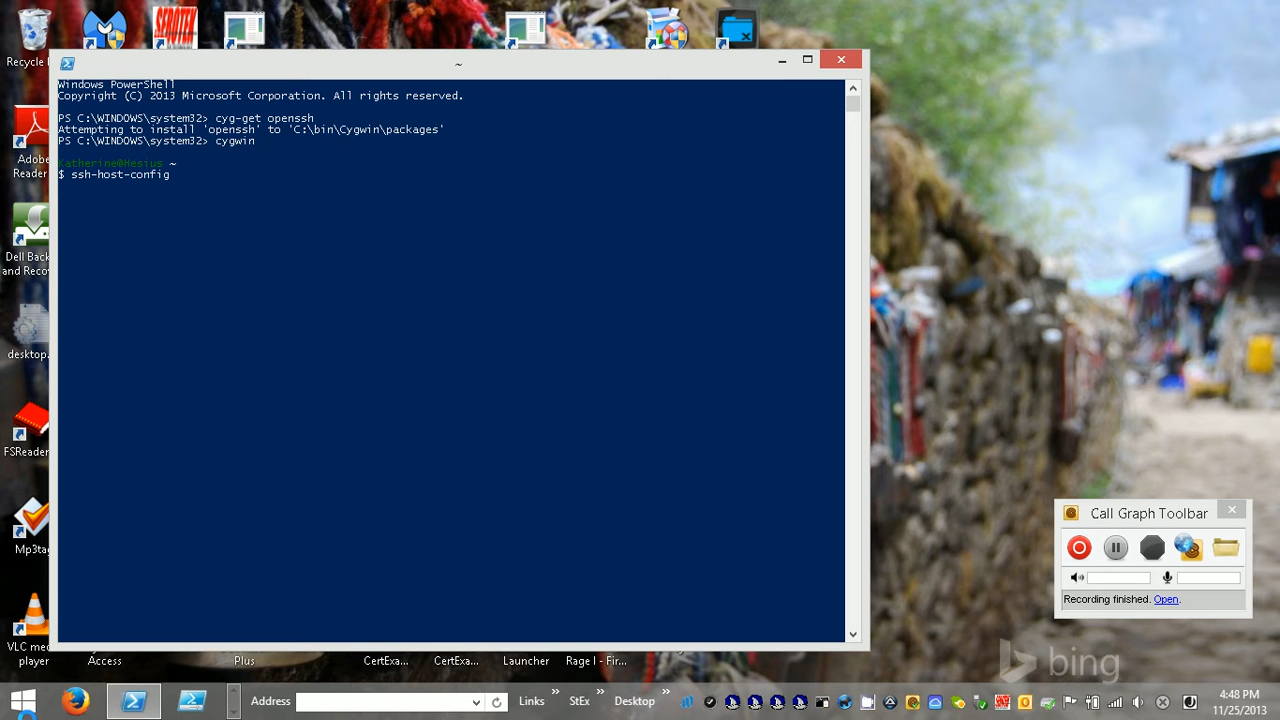 SEROTEK
Recycle
~
Windows PowerShell
Copyright (C) 2013 Microsoft Corporation. All rights reserved.
PS C:\WINDOWS\system32> cyg-get openssh
Attempting to install 'openssh' to 'C:\bin\Cygwin\packages'
PS C:\WINDOWS\system32> cygwin
Katherine@Hesius ~
$ ssh-host-config
Adobe
Reader
Dell Back
and Recov
desktop.
FSReader
Mp3tag
VLC med
player
Access
Plus
CertExa...
CertExa...
Launcher
Rage I - Fir...
Call Graph Toolbar
Recording finished. Open.
bing
Address
Links
»
StEx
»
Desktop
»
4:48 PM
11/25/2013